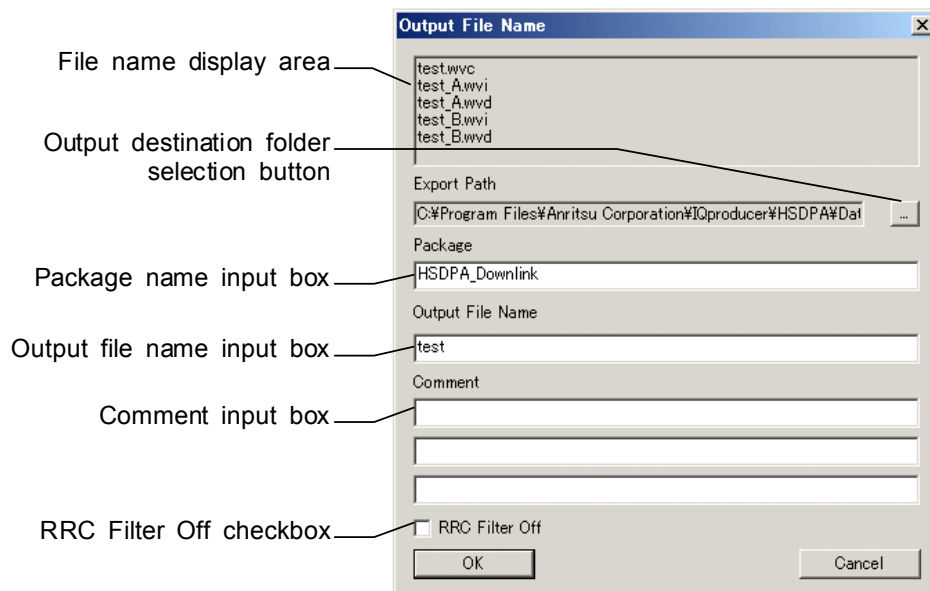 Output File Name
File name display area
test.wvc
test_A.wvi
test_A.wvd
test_B.wvi
test_B.wvd
Output destination folder
selection button
Export Path
C:¥Program Files¥Anritsu Corporation¥IQproducer¥HSDPA¥Dat
...
Package
Package name input box
HSDPA_Downlink
Output File Name
Output file name input box
test
Comment
Comment input box
RRC Filter Off checkbox
RRC Filter Off
OK
Cancel